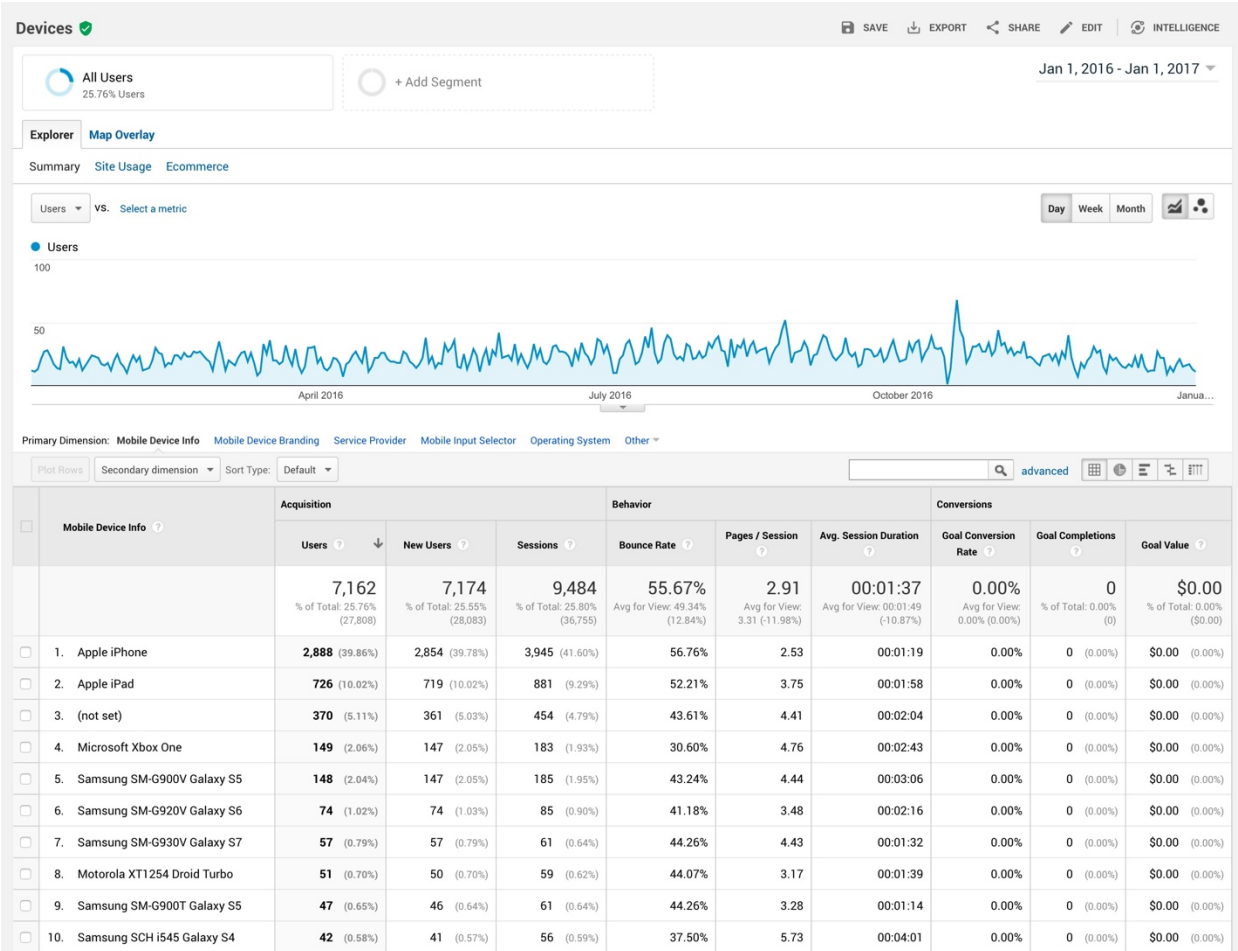 Devices
SAVE EXPORT SHARE EDIT INTELLIGENCE
All Users
25.76% Users
+ Add Segment
Jan 1, 2016 - Jan 1, 2017
Explorer Map Overlay
Summary Site Usage Ecommerce
Users VS. Select a metric
Day Week Month
Users
100
50
April 2016 July 2016 October 2016 Janua...
Primary Dimension: Mobile Device Info Mobile Device Branding Service Provider Mobile Input Selector Operating System Other
Plot Rows Secondary dimension Sort Type: Default advanced
Mobile Device Info ?
Acquisition Behavior Conversions
Users ? New Users ? Sessions ? Bounce Rate ? Pages / Session ? Avg. Session Duration ? Goal Conversion Rate ? Goal Completions ? Goal Value ?
7,162 7,174 9,484 55.67% 2.91 00:01:37 0.00% 0 $0.00
% of Total: 25.76% % of Total: 25.55% % of Total: 25.80% Avg for View: 49.34% Avg for View: Avg for View: 00:01:49 Avg for View: % of Total: 0.00% % of Total: 0.00%
(27,808) (28,083) (36,755) (12.84%) 3.31 (-11.98%) (-10.87%) 0.00% (0.00%) (0) ($0.00)
1. Apple iPhone 2,888 (39.86%) 2,854 (39.78%) 3,945 (41.60%) 56.76% 2.53 00:01:19 0.00% 0 (0.00%) $0.00 (0.00%)
2. Apple iPad 726 (10.02%) 719 (10.02%) 881 (9.29%) 52.21% 3.75 00:01:58 0.00% 0 (0.00%) $0.00 (0.00%)
3. (not set) 370 (5.11%) 361 (5.03%) 454 (4.79%) 43.61% 4.41 00:02:04 0.00% 0 (0.00%) $0.00 (0.00%)
4. Microsoft Xbox One 149 (2.06%) 147 (2.05%) 183 (1.93%) 30.60% 4.76 00:02:43 0.00% 0 (0.00%) $0.00 (0.00%)
5. Samsung SM-G900V Galaxy S5 148 (2.04%) 147 (2.05%) 185 (1.95%) 43.24% 4.44 00:03:06 0.00% 0 (0.00%) $0.00 (0.00%)
6. Samsung SM-G920V Galaxy S6 74 (1.02%) 74 (1.03%) 85 (0.90%) 41.18% 3.48 00:02:16 0.00% 0 (0.00%) $0.00 (0.00%)
7. Samsung SM-G930V Galaxy S7 57 (0.79%) 57 (0.79%) 61 (0.64%) 44.26% 4.43 00:01:32 0.00% 0 (0.00%) $0.00 (0.00%)
8. Motorola XT1254 Droid Turbo 51 (0.70%) 50 (0.70%) 59 (0.62%) 44.07% 3.17 00:01:39 0.00% 0 (0.00%) $0.00 (0.00%)
9. Samsung SM-G900T Galaxy S5 47 (0.65%) 46 (0.64%) 61 (0.64%) 44.26% 3.28 00:01:14 0.00% 0 (0.00%) $0.00 (0.00%)
10. Samsung SCH i545 Galaxy S4 42 (0.58%) 41 (0.57%) 56 (0.59%) 37.50% 5.73 00:04:01 0.00% 0 (0.00%) $0.00 (0.00%)